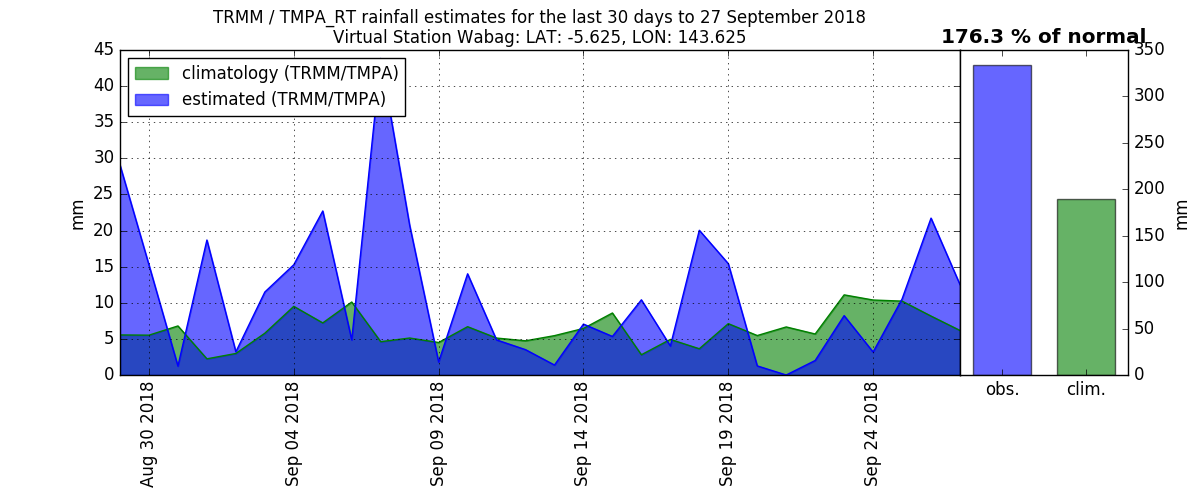 TRMM / TMPA_RT rainfall estimates for the last 30 days to 27 September 2018
Virtual Station Wabag: LAT: -5.625, LON: 143.625
176.3 % of normal
climatology (TRMM/TMPA)
estimated (TRMM/TMPA)
mm
45
40
35
30
25
20
15
10
5
0
Aug 30 2018
Sep 04 2018
Sep 09 2018
Sep 14 2018
Sep 19 2018
Sep 24 2018
350
300
250
200
150
100
50
0
mm
obs.
clim.